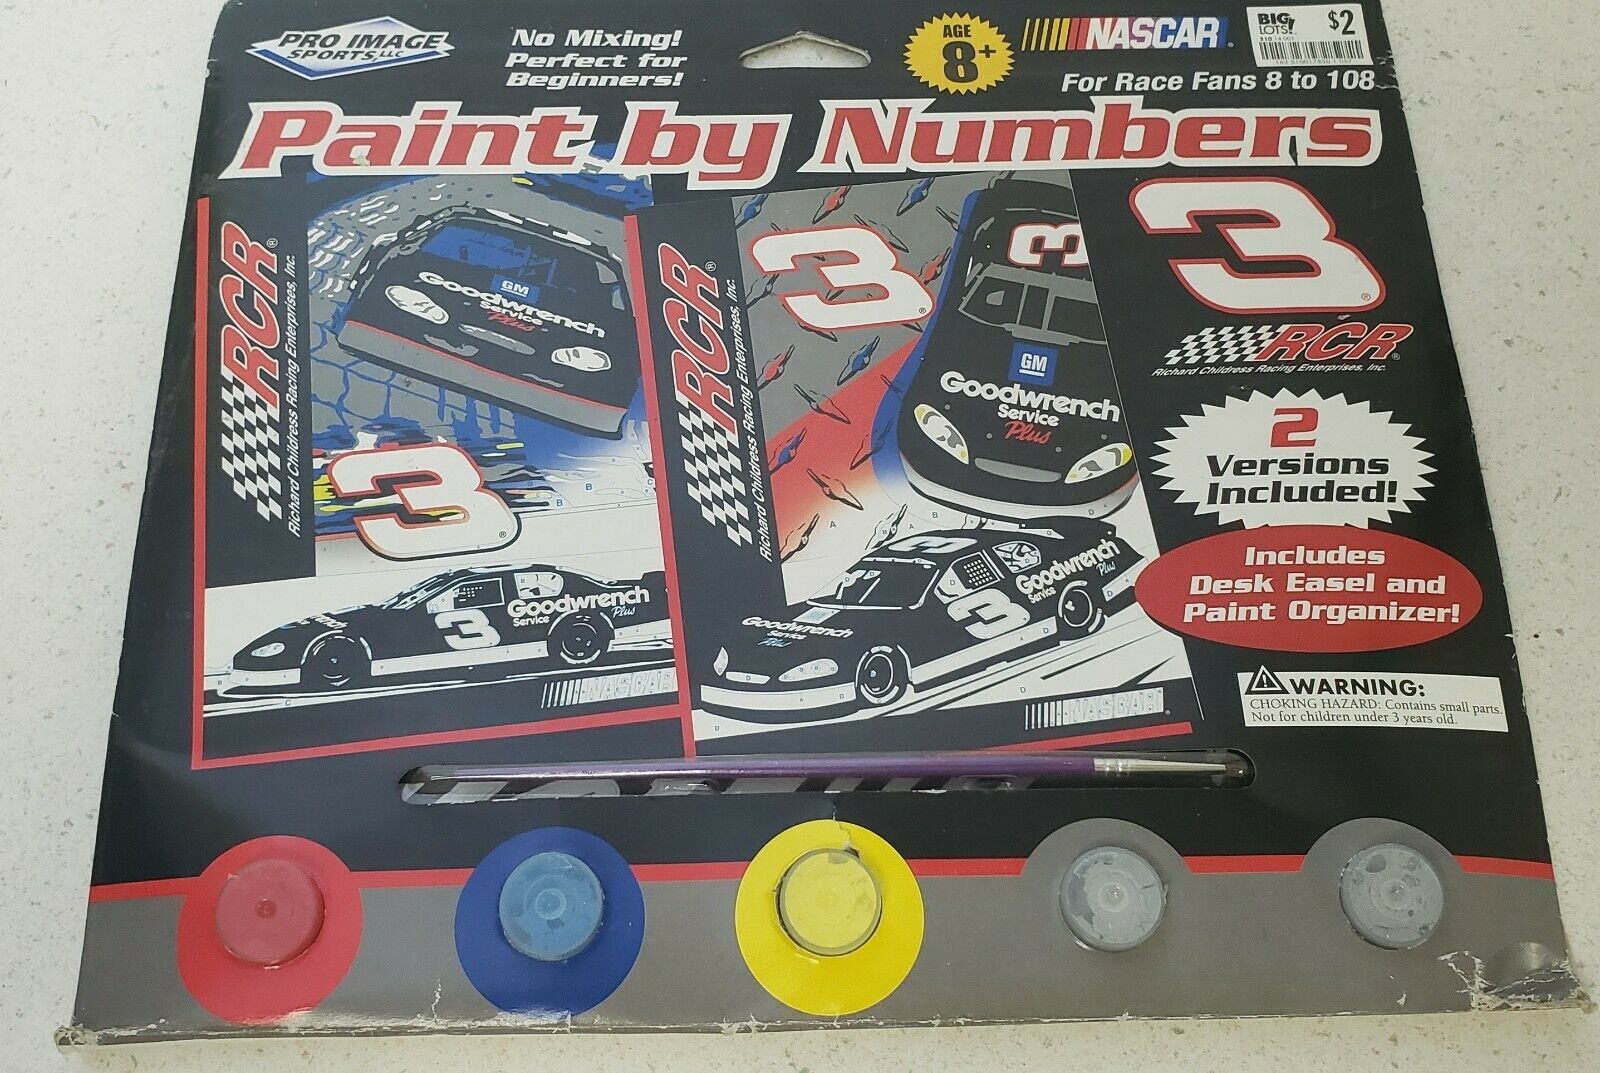 PRO IMAGE
SPORTS, LLC
No Mixing!
Perfect for
Beginners!
AGE
8+
NASCAR
BIG
LOTS!
$2
For Race Fans 8 to 108
Paint by Numbers
RCR®
Richard Childress Racing Enterprises, Inc.
GM
Goodwrench
Service
Plus
3®
3
Goodwrench
Service
Plus
NASCAR
RCR®
Richard Childress Racing Enterprises, Inc.
3®
3
GM
Goodwrench
Service
Plus
3
3
Goodwrench
Service
Plus
Goodwrench
Service
Plus
NASCAR
3®
RCR®
Richard Childress Racing Enterprises, Inc.
2
Versions
Included!
Includes
Desk Easel and
Paint Organizer!
WARNING:
CHOKING HAZARD: Contains small parts.
Not for children under 3 years old.